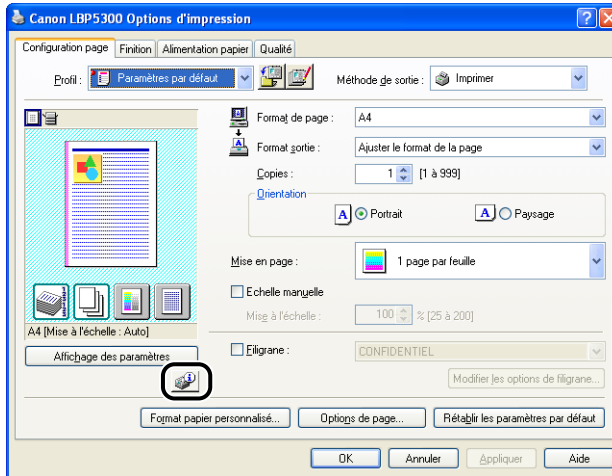 Canon LBP5300 Options d'impression
Configuration page Finition Alimentation papier Qualité
Profil : Paramètres par défaut Méthode de sortie : Imprimer
Format de page : A4
Format sortie : Ajuster le format de la page
Copies : 1 [1 à 999]
Orientation
A Portrait A Paysage
Mise en page : 1 page par feuille
Echelle manuelle
Mise à l'échelle : 100 % [25 à 200]
A4 [Mise à l'échelle : Auto]
Affichage des paramètres
Filigrane : CONFIDENTIEL
Modifier les options de filigrane...
Format papier personnalisé... Options de page... Rétablir les paramètres par défaut
OK Annuler Appliquer Aide